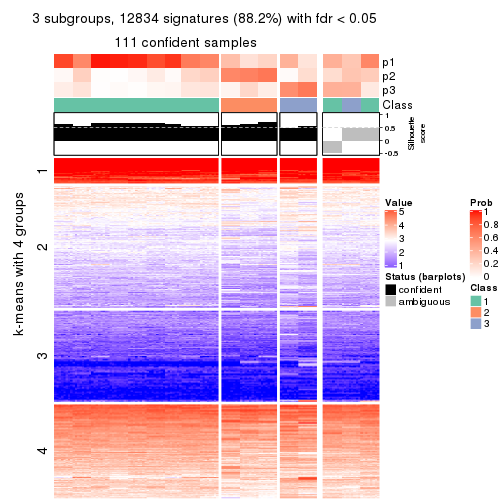 3 subgroups, 12834 signatures (88.2%) with fdr < 0.05
111 confident samples
p1
p2
p3
Class
1
0.5
0
-0.5
Silhouette
score
k-means with 4 groups
1
2
3
4
Value
5
4
3
2
1
Status (barplots)
confident
ambiguous
Prob
1
0.8
0.6
0.4
0.2
0
Class
1
2
3